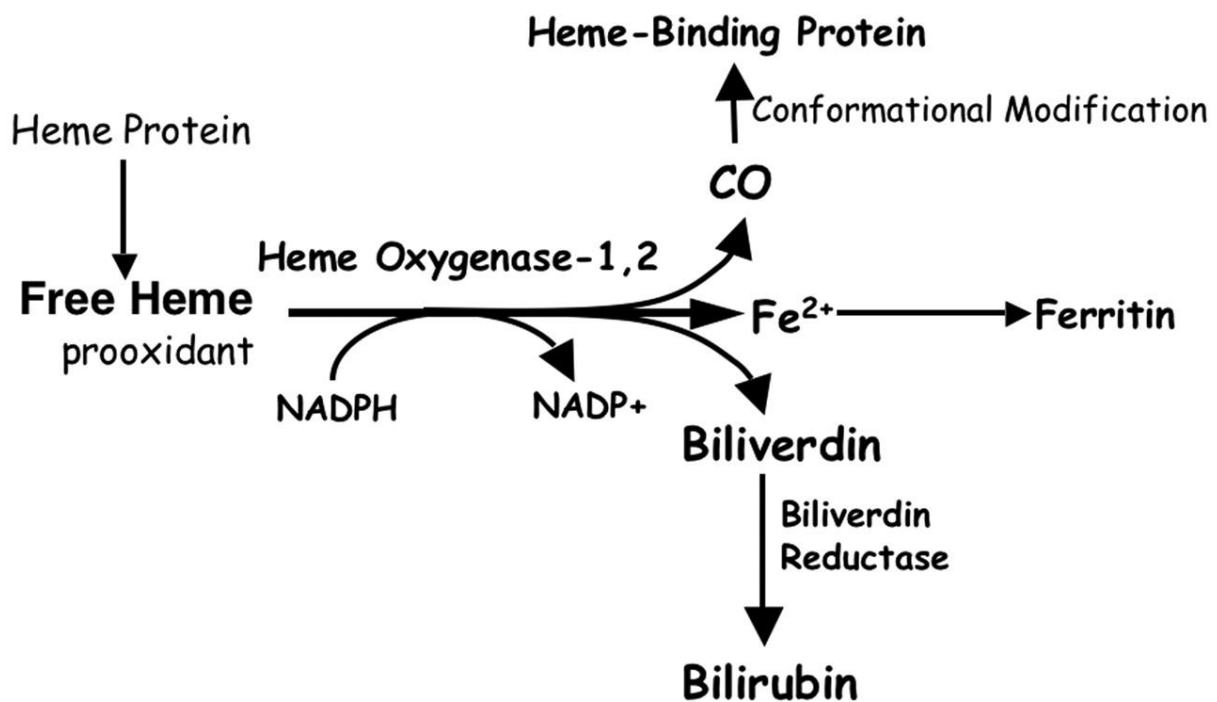 Heme-Binding Protein
Conformational Modification
Heme Protein
CO
Heme Oxygenase-1,2
Free Heme
prooxidant
Fe²⁺
Ferritin
NADPH
NADP+
Biliverdin
Biliverdin
Reductase
Bilirubin